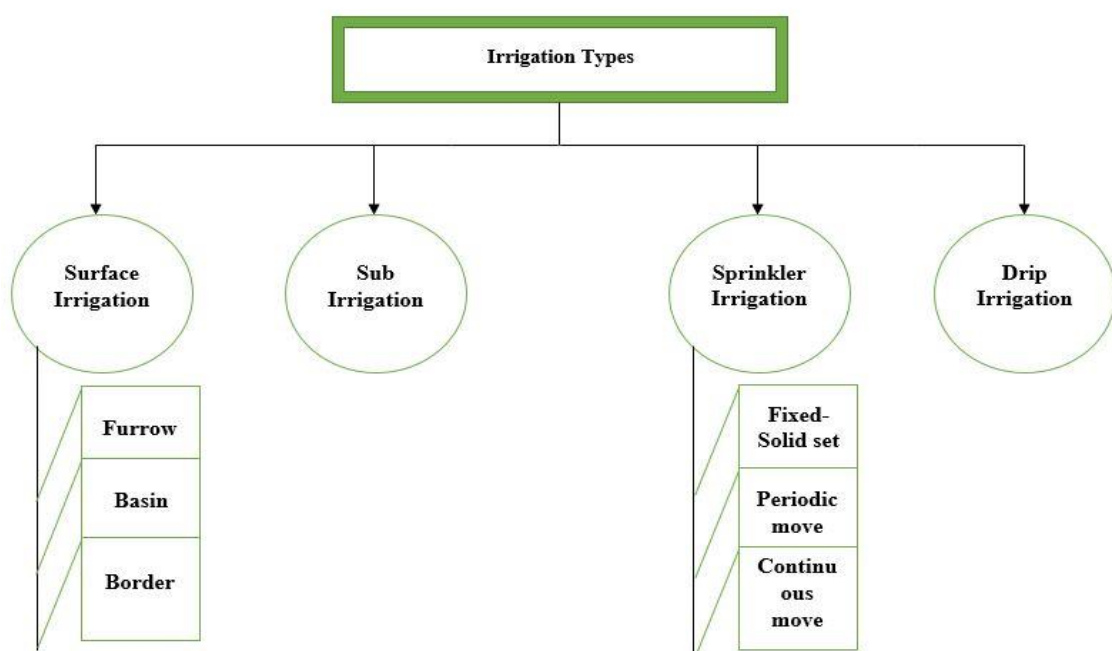 Irrigation Types
Surface
Irrigation
Sub
Irrigation
Sprinkler
Irrigation
Drip
Irrigation
Furrow
Basin
Border
Fixed-
Solid set
Periodic
move
Continu
ous
move